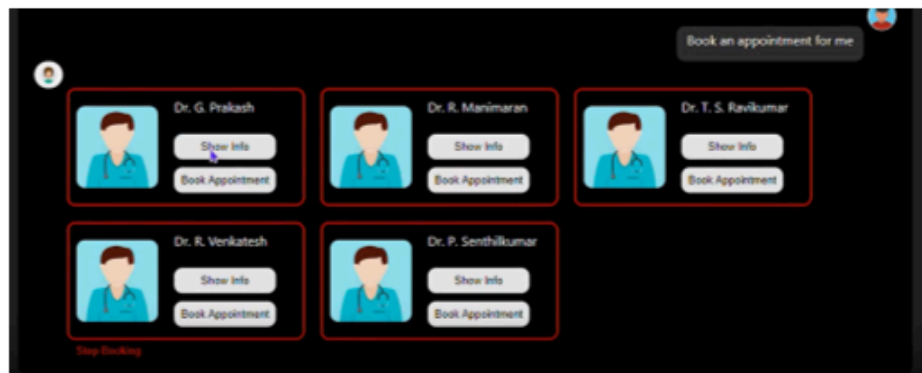 Book an appointment for me
Dr. G. Prakash
Show Info
Book Appointment
Dr. R. Manimaran
Show Info
Book Appointment
Dr. T. S. Ravikumar
Show Info
Book Appointment
Dr. R. Venkatesh
Show Info
Book Appointment
Dr. P. Senthilkumar
Show Info
Book Appointment
Stop Booking